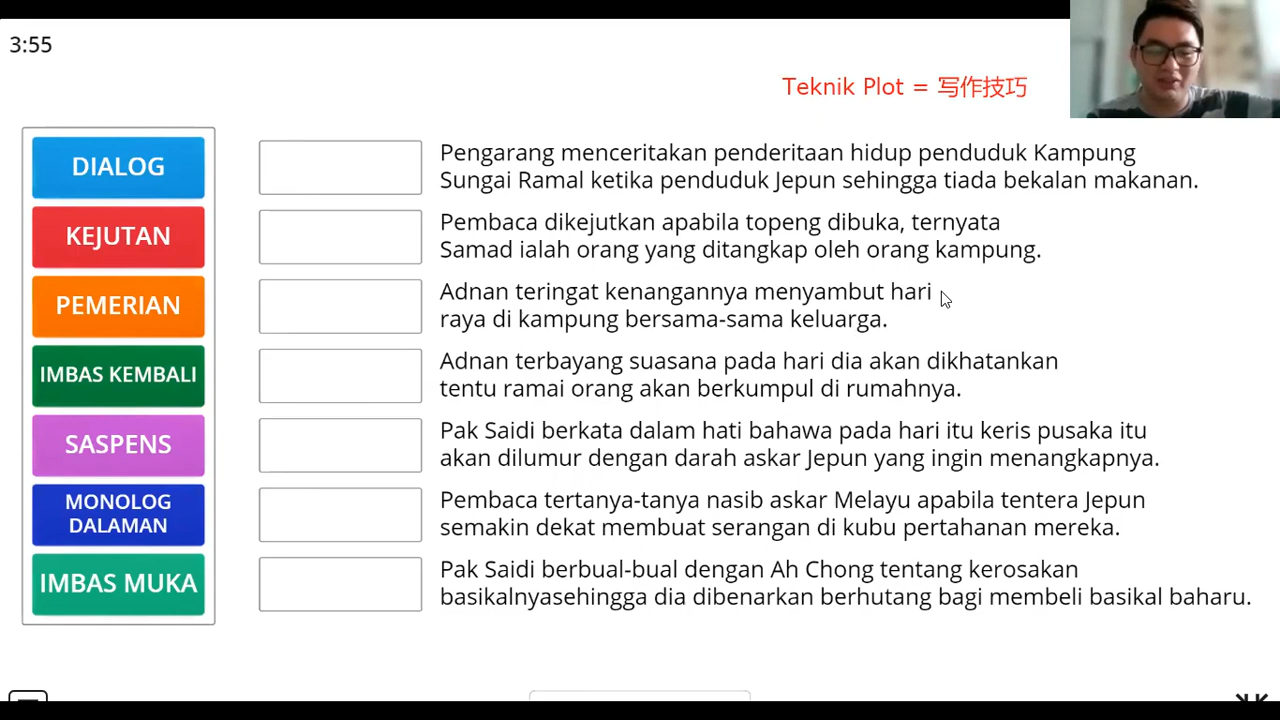 3:55
Teknik Plot = 写作技巧
DIALOG
KEJUTAN
PEMERIAN
IMBAS KEMBALI
SASPENS
MONOLOG
DALAMAN
IMBAS MUKA
Pengarang menceritakan penderitaan hidup penduduk Kampung
Sungai Ramal ketika penduduk Jepun sehingga tiada bekalan makanan.
Pembaca dikejutkan apabila topeng dibuka, ternyata
Samad ialah orang yang ditangkap oleh orang kampung.
Adnan teringat kenangannya menyambut hari
raya di kampung bersama-sama keluarga.
Adnan terbayang suasana pada hari dia akan dikhatankan
tentu ramai orang akan berkumpul di rumahnya.
Pak Saidi berkata dalam hati bahawa pada hari itu keris pusaka itu
akan dilumur dengan darah askar Jepun yang ingin menangkapnya.
Pembaca tertanya-tanya nasib askar Melayu apabila tentera Jepun
semakin dekat membuat serangan di kubu pertahanan mereka.
Pak Saidi berbual-bual dengan Ah Chong tentang kerosakan
basikalnyasehingga dia dibenarkan berhutang bagi membeli basikal baharu.